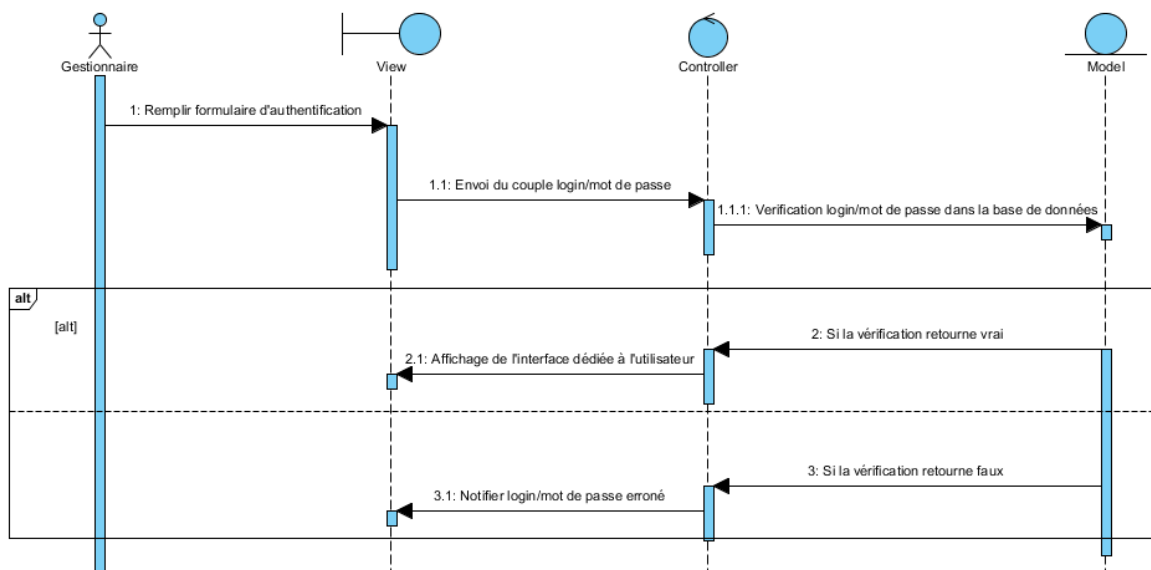 Gestionnaire
View
Controller
Model
1: Remplir formulaire d'authentification
1.1: Envoi du couple login/mot de passe
1.1.1: Verification login/mot de passe dans la base de données
alt
[alt]
2: Si la vérification retourne vrai
2.1: Affichage de l'interface dédiée à l'utilisateur
3: Si la vérification retourne faux
3.1: Notifier login/mot de passe erroné